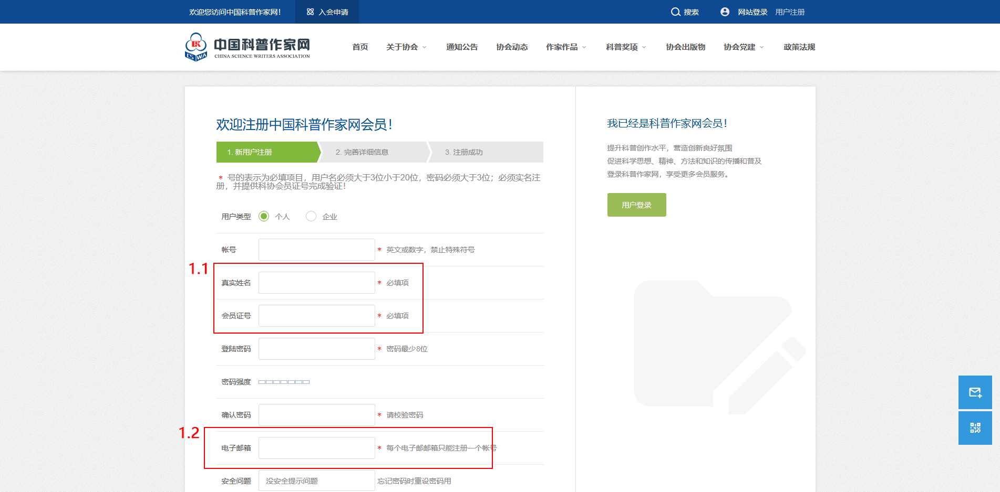 欢迎您访问中国科普作家网！
入会申请
搜索
网站登录
用户注册
中国科普作家网
CHINA SCIENCE WRITERS ASSOCIATION
CSWA
首页
关于协会
通知公告
协会动态
作家作品
科普奖项
协会出版物
协会党建
政策法规
欢迎注册中国科普作家网会员！
1. 新用户注册
2. 完善详细信息
3. 注册成功
* 号的表示为必填项目，用户名必须大于3位小于20位，密码必须大于3位；必须实名注
册，并提供科协会员证号完成验证！
用户类型 个人 企业
帐号 * 英文或数字，禁止特殊符号
1.1
真实姓名 * 必填项
会员证号 * 必填项
登陆密码 * 密码最少8位
密码强度
确认密码 * 请校验密码
1.2
电子邮箱 * 每个电子邮邮箱只能注册一个帐号
安全问题 没安全提示问题 忘记密码时重设密码用
我已经是科普作家网会员！
提升科普创作水平，营造创新良好氛围
促进科学思想、精神、方法和知识的传播和普及
登录科普作家网，享受更多会员服务。
用户登录